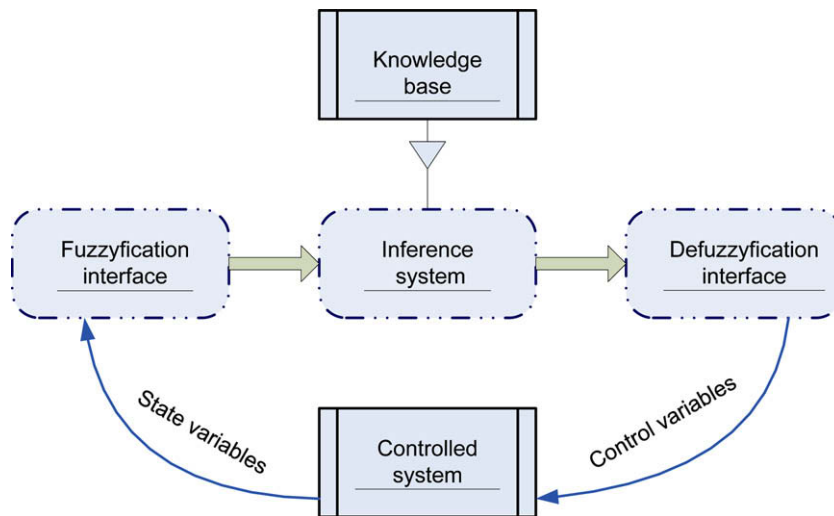 Knowledge
base
Fuzzyfication
interface
Inference
system
Defuzzyfication
interface
State variables
Control variables
Controlled
system